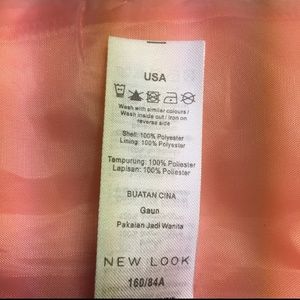 USA
Wash with similar colours /
Wash inside out / Iron on
reverse side
Shell: 100% Polyester
Lining: 100% Polyester
Tempurung: 100% Poliester
Lapisan: 100% Poliester
BUATAN CINA
Gaun
Pakaian Jadi Wanita
NEW LOOK
160/84A